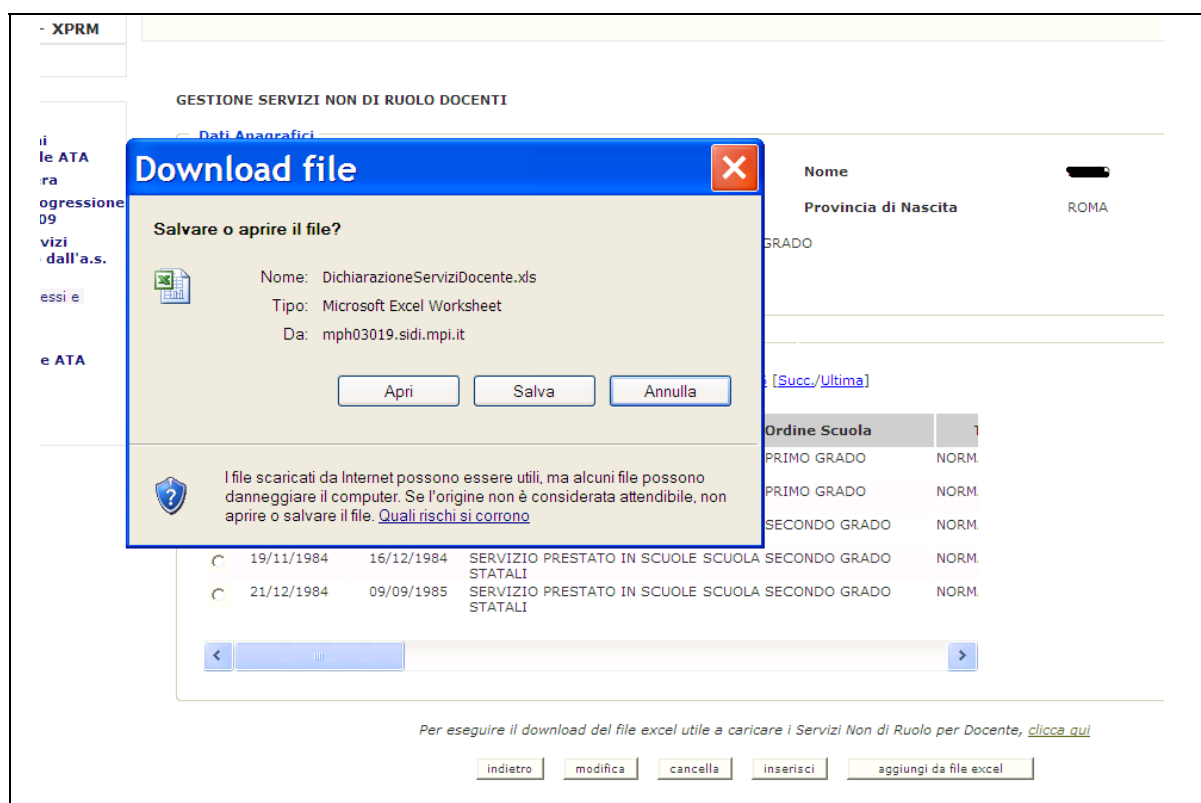 - XPRM
GESTIONE SERVIZI NON DI RUOLO DOCENTI
Dati Anagrafici
le ATA
Nome
Provincia di Nascita ROMA
GRADO
dall'a.s.
e ATA
Download file
Salvare o aprire il file?
Nome: DichiarazioneServiziDocente.xls
Tipo: Microsoft Excel Worksheet
Da: mph03019.sidi.mpi.it
Apri Salva Annulla
I file scaricati da Internet possono essere utili, ma alcuni file possono
danneggiare il computer. Se l'origine non è considerata attendibile, non
aprire o salvare il file. Quali rischi si corrono
[Succ./Ultima]
Ordine Scuola
PRIMO GRADO NORM
PRIMO GRADO NORM
SECONDO GRADO NORM
19/11/1984 16/12/1984 SERVIZIO PRESTATO IN SCUOLE SCUOLA SECONDO GRADO NORM
STATALI
21/12/1984 09/09/1985 SERVIZIO PRESTATO IN SCUOLE SCUOLA SECONDO GRADO NORM
STATALI
Per eseguire il download del file excel utile a caricare i Servizi Non di Ruolo per Docente, clicca qui
indietro modifica cancella inserisci aggiungi da file excel